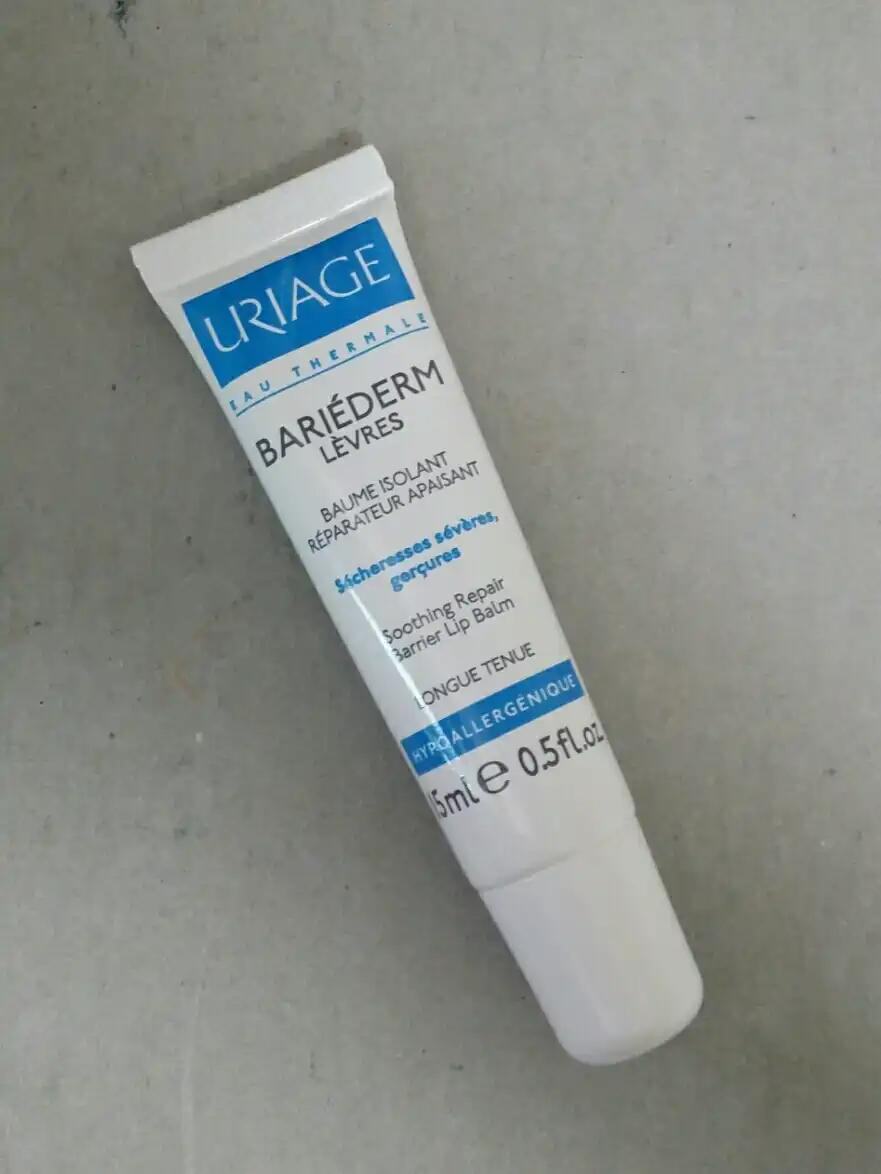 URIAGE
EAU THERMALE
BARIÉDERM
LÈVRES
BAUME ISOLANT
RÉPARATEUR APAISANT
Sécheresses sévères,
gerçures
Soothing Repair
Barrier Lip Balm
LONGUE TENUE
HYPOALLERGÉNIQUE
15ml e 0.5fl.oz